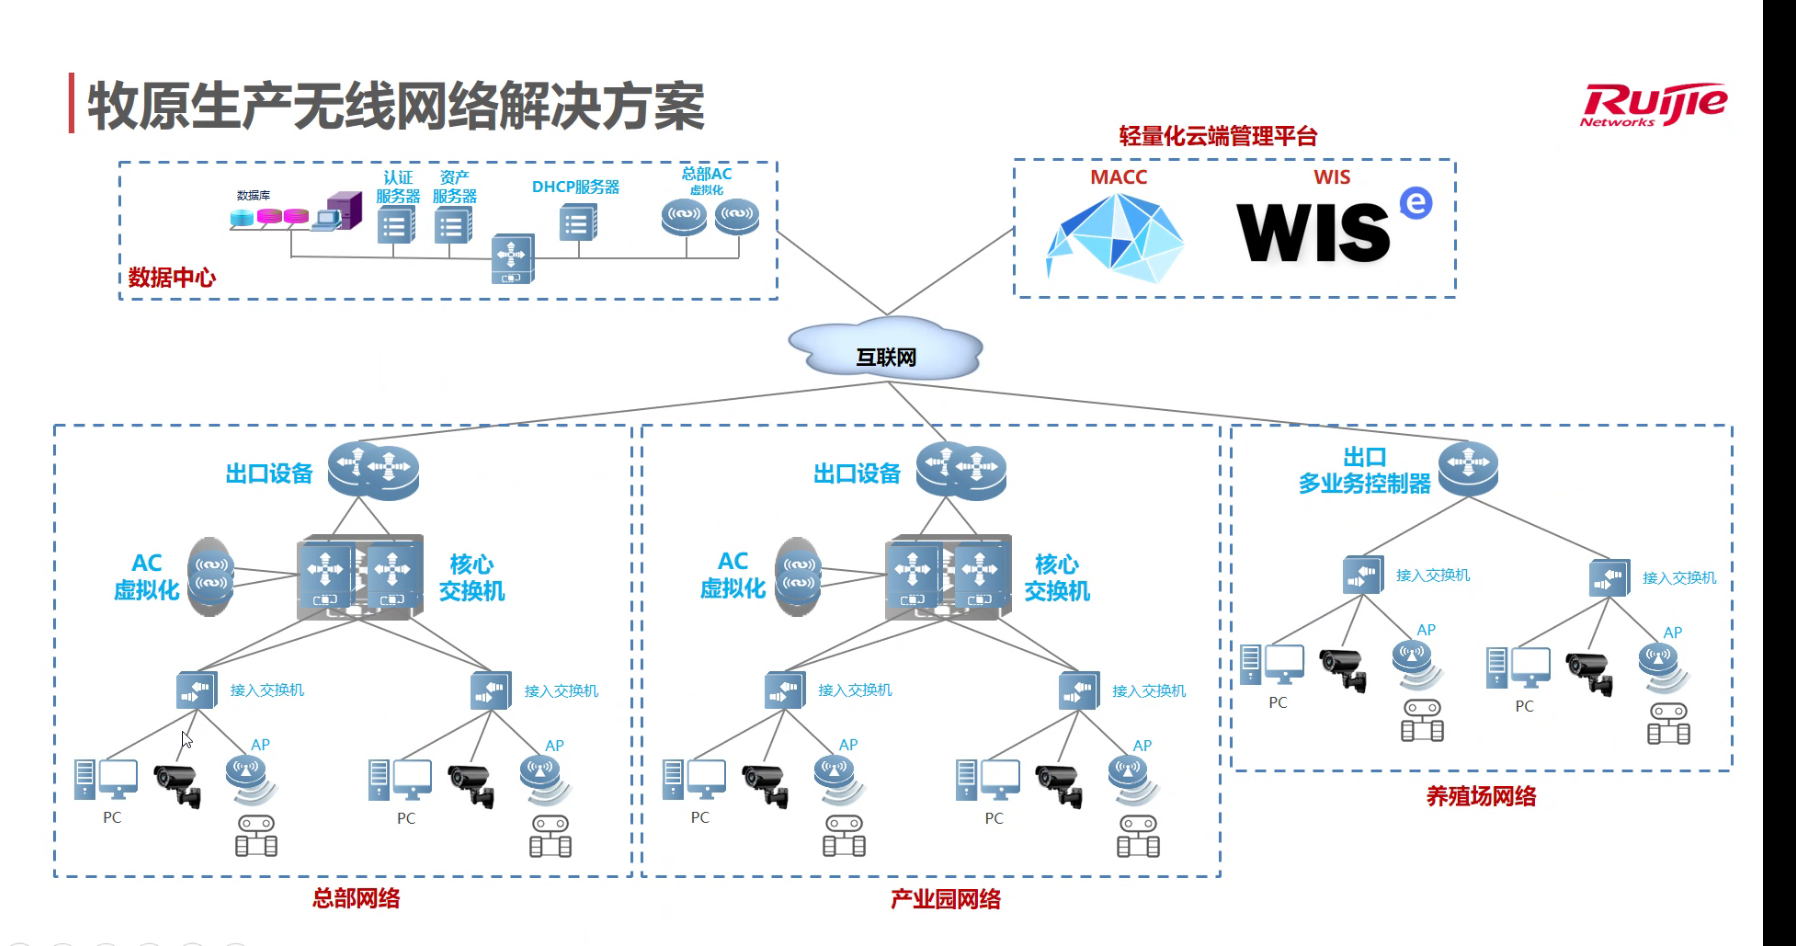 牧原生产无线网络解决方案
Ruijie
Networks
轻量化云端管理平台
数据库
认证
服务器
资产
服务器
DHCP服务器
总部AC
虚拟化
数据中心
MACC
WIS
WIS
e
互联网
出口设备
AC
虚拟化
核心
交换机
接入交换机
接入交换机
AP
AP
PC
PC
总部网络
出口设备
AC
虚拟化
核心
交换机
接入交换机
接入交换机
AP
AP
PC
PC
产业园网络
出口
多业务控制器
接入交换机
接入交换机
AP
AP
PC
PC
养殖场网络